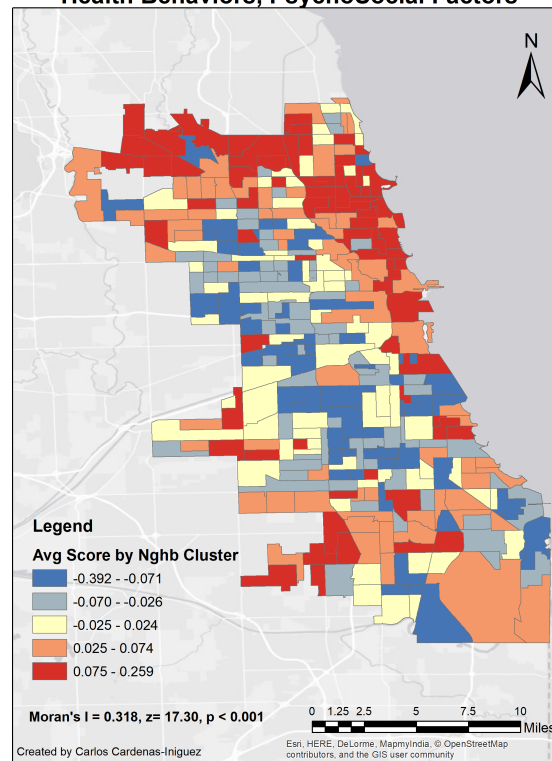 Health Behaviors, PsychoSocial Factors
N
Legend
Avg Score by Nghb Cluster
-0.392 - -0.071
-0.070 - -0.026
-0.025 - 0.024
0.025 - 0.074
0.075 - 0.259
Moran's I = 0.318, z= 17.30, p < 0.001
0 1.25 2.5 5 7.5 10
Miles
Created by Carlos Cardenas-Iniguez
Esri, HERE, DeLorme, MapmyIndia, © OpenStreetMap
contributors, and the GIS user community